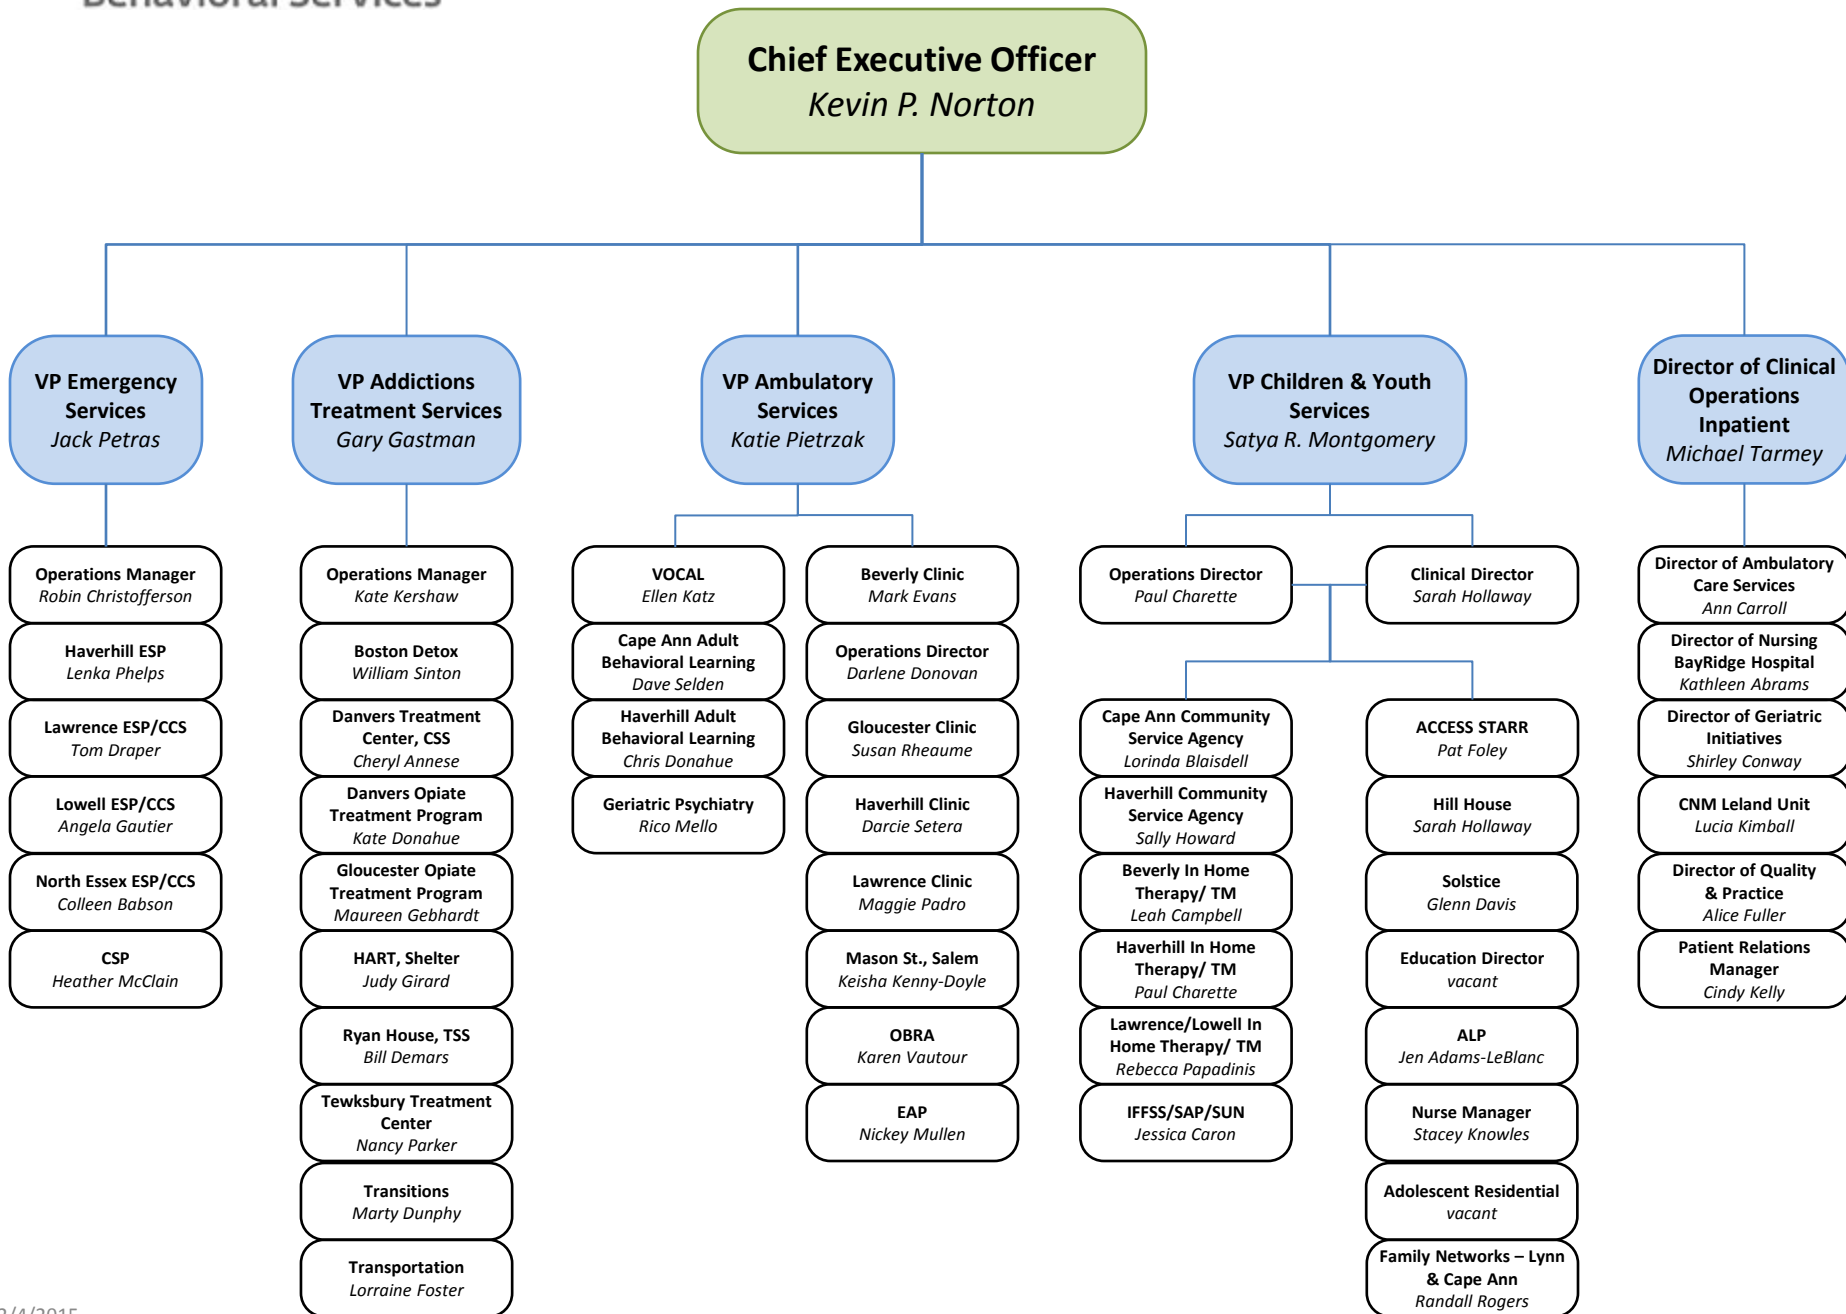 Behavioral Services
Chief Executive Officer
Kevin P. Norton
VP Emergency
Services
Jack Petras
VP Addictions
Treatment Services
Gary Gastman
VP Ambulatory
Services
Katie Pietrzak
VP Children & Youth
Services
Satya R. Montgomery
Director of Clinical
Operations
Inpatient
Michael Tarmey
Operations Manager
Robin Christofferson
Haverhill ESP
Lenka Phelps
Lawrence ESP/CCS
Tom Draper
Lowell ESP/CCS
Angela Gautier
North Essex ESP/CCS
Colleen Babson
CSP
Heather McClain
Operations Manager
Kate Kershaw
Boston Detox
William Sinton
Danvers Treatment
Center, CSS
Cheryl Annese
Danvers Opiate
Treatment Program
Kate Donahue
Gloucester Opiate
Treatment Program
Maureen Gebhardt
HART, Shelter
Judy Girard
Ryan House, TSS
Bill Demars
Tewksbury Treatment
Center
Nancy Parker
Transitions
Marty Dunphy
Transportation
Lorraine Foster
VOCAL
Ellen Katz
Cape Ann Adult
Behavioral Learning
Dave Selden
Haverhill Adult
Behavioral Learning
Chris Donahue
Geriatric Psychiatry
Rico Mello
Beverly Clinic
Mark Evans
Operations Director
Darlene Donovan
Gloucester Clinic
Susan Rheaume
Haverhill Clinic
Darcie Setera
Lawrence Clinic
Maggie Padro
Mason St., Salem
Keisha Kenny-Doyle
OBRA
Karen Vautour
EAP
Nickey Mullen
Operations Director
Paul Charette
Clinical Director
Sarah Hollaway
Cape Ann Community
Service Agency
Lorinda Blaisdell
Haverhill Community
Service Agency
Sally Howard
Beverly In Home
Therapy/ TM
Leah Campbell
Haverhill In Home
Therapy/ TM
Paul Charette
Lawrence/Lowell In
Home Therapy/ TM
Rebecca Papadinis
IFFSS/SAP/SUN
Jessica Caron
ACCESS STARR
Pat Foley
Hill House
Sarah Hollaway
Solstice
Glenn Davis
Education Director
vacant
ALP
Jen Adams-LeBlanc
Nurse Manager
Stacey Knowles
Adolescent Residential
vacant
Family Networks – Lynn
& Cape Ann
Randall Rogers
Director of Ambulatory
Care Services
Ann Carroll
Director of Nursing
BayRidge Hospital
Kathleen Abrams
Director of Geriatric
Initiatives
Shirley Conway
CNM Leland Unit
Lucia Kimball
Director of Quality
& Practice
Alice Fuller
Patient Relations
Manager
Cindy Kelly